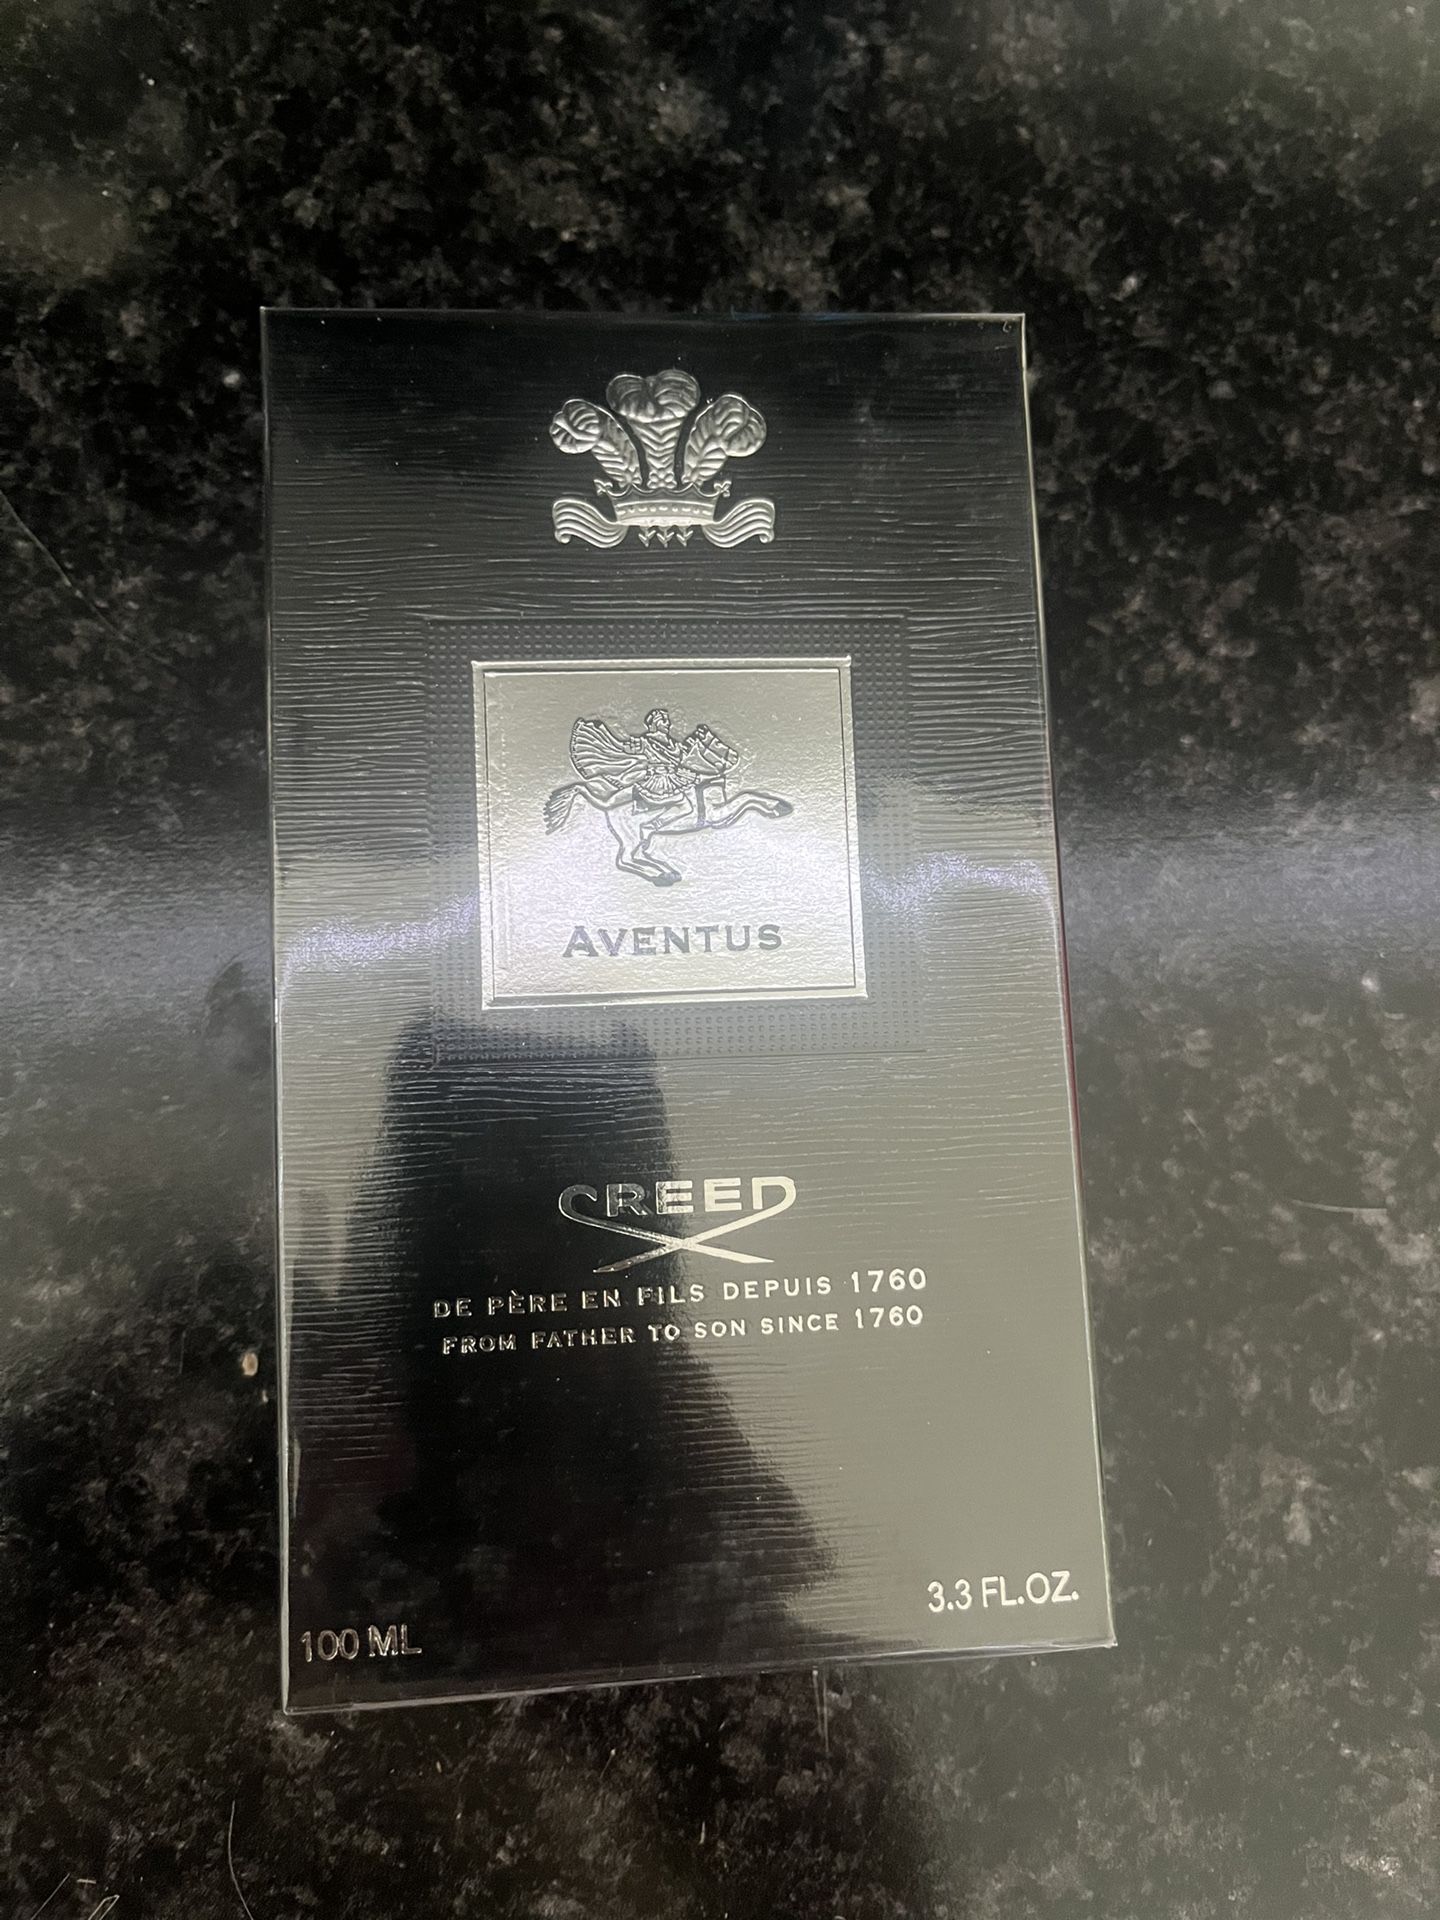 AVENTUS
CREED
DE PÈRE EN FILS DEPUIS 1760
FROM FATHER TO SON SINCE 1760
3.3 FL.OZ.
100 ML